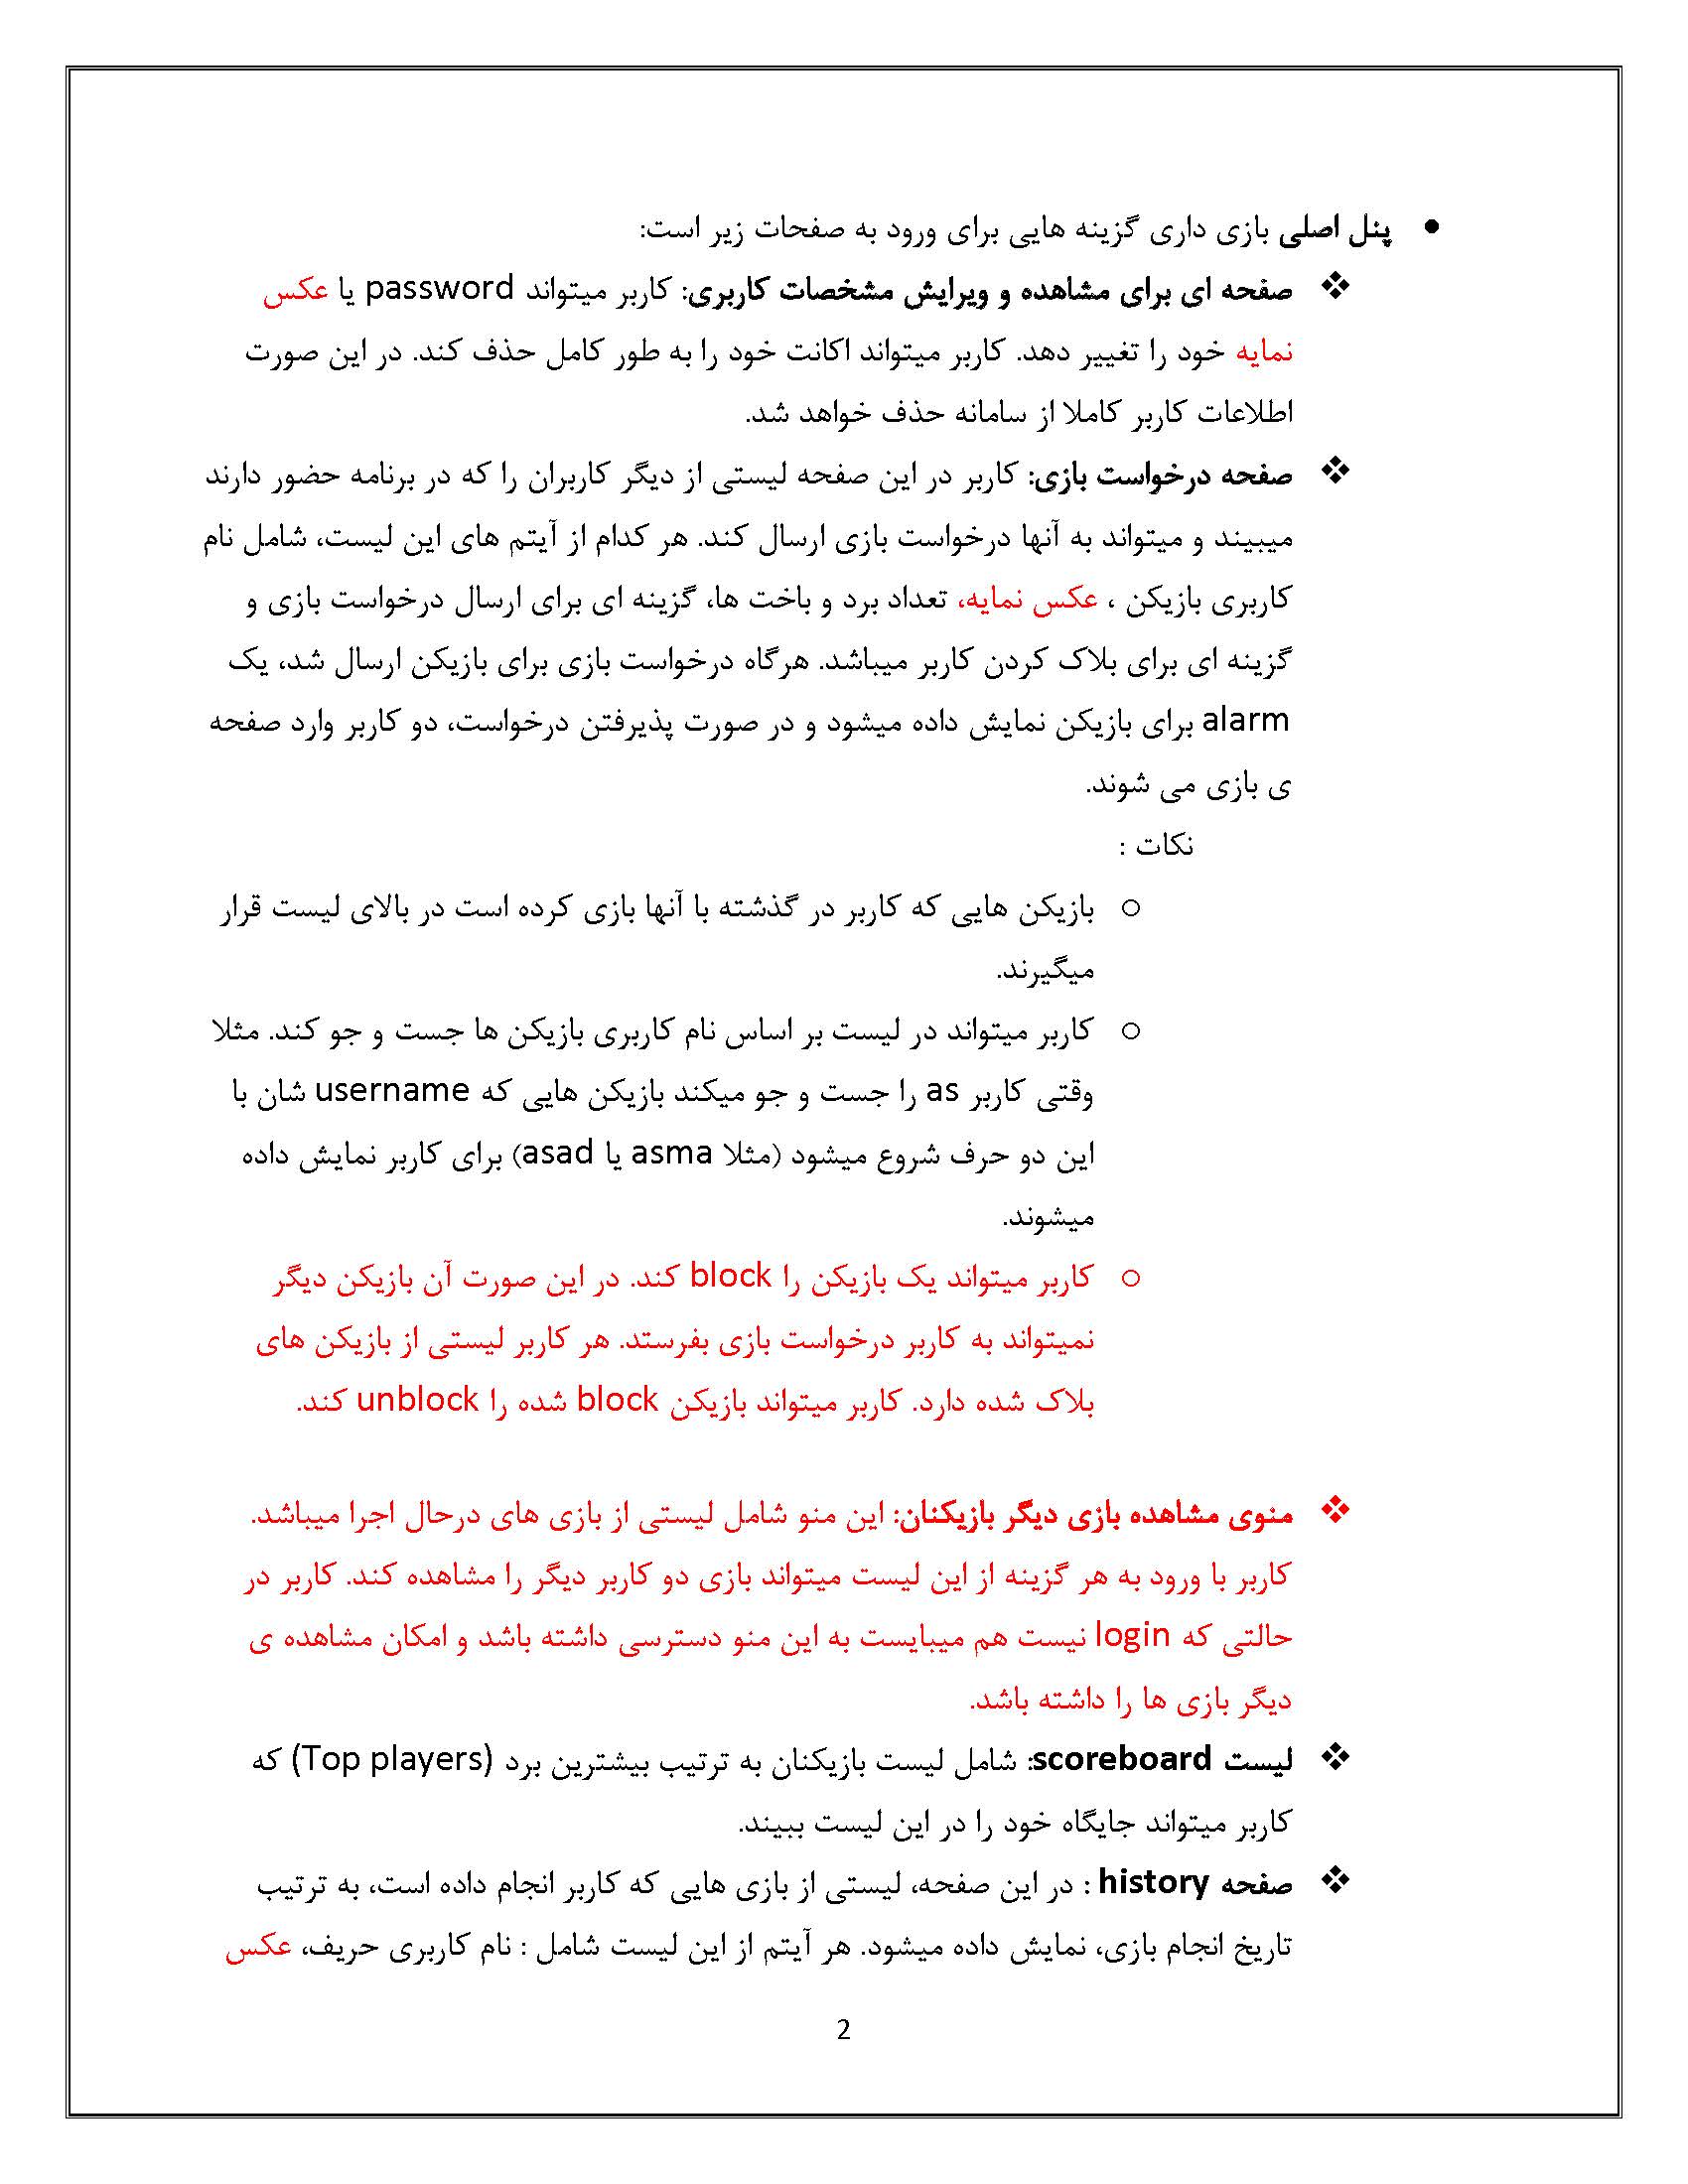 • پنل اصلی بازی داری گزینه هایی برای ورود به صفحات زیر است:
❖ صفحه ای برای مشاهده و ویرایش مشخصات کاربری: کاربر میتواند password یا عکس
نمایه خود را تغییر دهد. کاربر میتواند اکانت خود را به طور کامل حذف کند. در این صورت
اطلاعات کاربر کاملا از سامانه حذف خواهد شد.
❖ صفحه درخواست بازی: کاربر در این صفحه لیستی از دیگر کاربران را که در برنامه حضور دارند
میبیند و میتواند به آنها درخواست بازی ارسال کند. هر کدام از آیتم های این لیست، شامل نام
کاربری بازیکن ، عکس نمایه، تعداد برد و باخت ها، گزینه ای برای ارسال درخواست بازی و
گزینه ای برای بلاک کردن کاربر میباشد. هرگاه درخواست بازی برای بازیکن ارسال شد، یک
alarm برای بازیکن نمایش داده میشود و در صورت پذیرفتن درخواست، دو کاربر وارد صفحه
ی بازی می شوند.
نکات :
○ بازیکن هایی که کاربر در گذشته با آنها بازی کرده است در بالای لیست قرار
میگیرند.
○ کاربر میتواند در لیست بر اساس نام کاربری بازیکن ها جست و جو کند. مثلا
وقتی کاربر as را جست و جو میکند بازیکن هایی که username شان با
این دو حرف شروع میشود (مثلا asma یا asad) برای کاربر نمایش داده
میشوند.
○ کاربر میتواند یک بازیکن را block کند. در این صورت آن بازیکن دیگر
نمیتواند به کاربر درخواست بازی بفرستد. هر کاربر لیستی از بازیکن های
بلاک شده دارد. کاربر میتواند بازیکن block شده را unblock کند.
❖ منوی مشاهده بازی دیگر بازیکنان: این منو شامل لیستی از بازی های درحال اجرا میباشد.
کاربر با ورود به هر گزینه از این لیست میتواند بازی دو کاربر دیگر را مشاهده کند. کاربر در
حالتی که login نیست هم میبایست به این منو دسترسی داشته باشد و امکان مشاهده ی
دیگر بازی ها را داشته باشد.
❖ لیست scoreboard: شامل لیست بازیکنان به ترتیب بیشترین برد (Top players) که
کاربر میتواند جایگاه خود را در این لیست ببیند.
❖ صفحه history : در این صفحه، لیستی از بازی هایی که کاربر انجام داده است، به ترتیب
تاریخ انجام بازی، نمایش داده میشود. هر آیتم از این لیست شامل : نام کاربری حریف، عکس
2